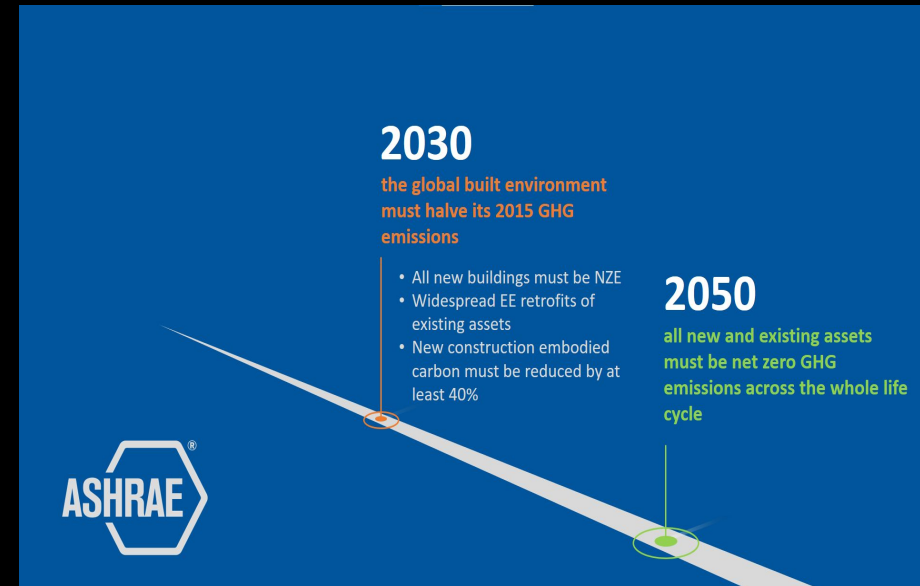 2030
the global built environment
must halve its 2015 GHG
emissions
• All new buildings must be NZE
• Widespread EE retrofits of
existing assets
• New construction embodied
carbon must be reduced by at
least 40%
2050
all new and existing assets
must be net zero GHG
emissions across the whole life
cycle
ASHRAE®